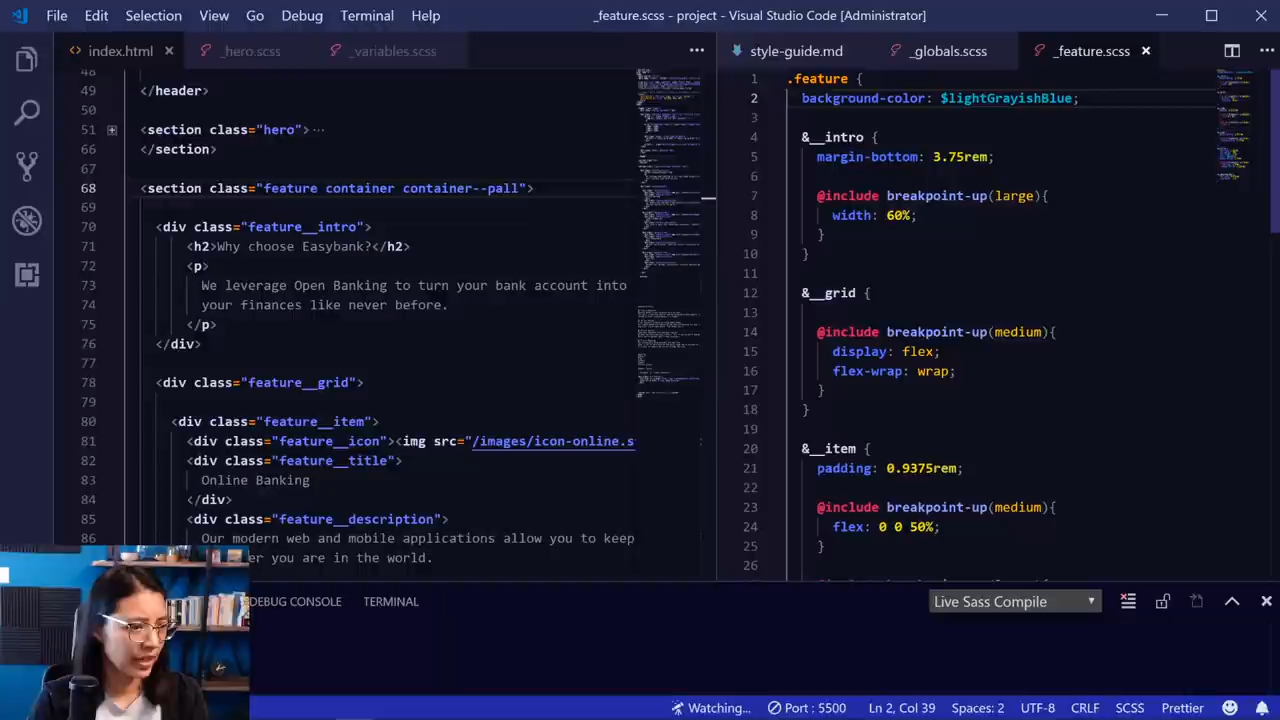 File Edit Selection View Go Debug Terminal Help
_feature.scss - project - Visual Studio Code [Administrator]
index.html
_hero.scss
_variables.scss
style-guide.md
_globals.scss
_feature.scss
48
49 </header>
50
51 <section class="hero">…
66 </section>
67
68 <section class="feature container container--pall">
69
70 <div class="feature__intro">
71 <h2>Why choose Easybank?</h2>
72 <p>
73 We leverage Open Banking to turn your bank account into
74 your finances like never before.
75 </p>
76 </div>
77
78 <div class="feature__grid">
79
80 <div class="feature__item">
81 <div class="feature__icon"><img src="/images/icon-online.s
82 <div class="feature__title">
83 Online Banking
84 </div>
85 <div class="feature__description">
86 Our modern web and mobile applications allow you to keep
you are in the world.
1 .feature {
2 background-color: $lightGrayishBlue;
3
4 &__intro {
5 margin-bottom: 3.75rem;
6
7 @include breakpoint-up(large){
8 width: 60%;
9 }
10 }
11
12 &__grid {
13
14 @include breakpoint-up(medium){
15 display: flex;
16 flex-wrap: wrap;
17 }
18 }
19
20 &__item {
21 padding: 0.9375rem;
22
23 @include breakpoint-up(medium){
24 flex: 0 0 50%;
25 }
26
DEBUG CONSOLE TERMINAL
Live Sass Compile
Watching... Port : 5500 Ln 2, Col 39 Spaces: 2 UTF-8 CRLF SCSS Prettier